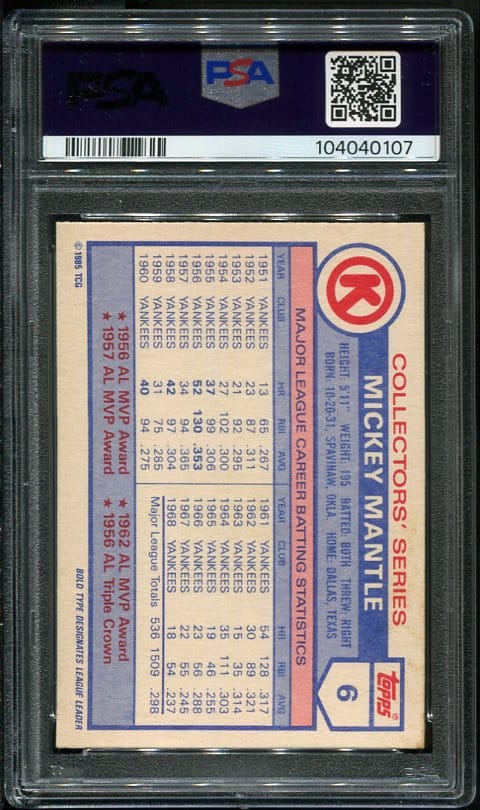 PSA
PSA
104040107
COLLECTORS' SERIES
K
MICKEY MANTLE
Topps®
6
HEIGHT: 5'11" WEIGHT: 195 BATTED: BOTH THREW: RIGHT
BORN: 10-20-31, SPAVINAW, OKLA. HOME: DALLAS, TEXAS
MAJOR LEAGUE CAREER BATTING STATISTICS
YEAR CLUB HR RBI AVG YEAR CLUB HR RBI AVG
1951 YANKEES 13 65 .267 1961 YANKEES 54 128 .317
1952 YANKEES 23 87 .311 1962 YANKEES 30 89 .321
1953 YANKEES 21 92 .295 1963 YANKEES 15 35 .314
1954 YANKEES 27 102 .300 1964 YANKEES 35 111 .303
1955 YANKEES 37 99 .306 1965 YANKEES 19 46 .255
1956 YANKEES 52 130 .353 1966 YANKEES 23 56 .288
1957 YANKEES 34 94 .365 1967 YANKEES 22 55 .245
1958 YANKEES 42 97 .304 1968 YANKEES 18 54 .237
1959 YANKEES 31 75 .285
1960 YANKEES 40 94 .275 Major League Totals 536 1509 .298
★ 1956 AL MVP Award ★ 1962 AL MVP Award
★ 1957 AL MVP Award ★ 1956 AL Triple Crown
© 1985 TCG
BOLD TYPE DESIGNATES LEAGUE LEADER